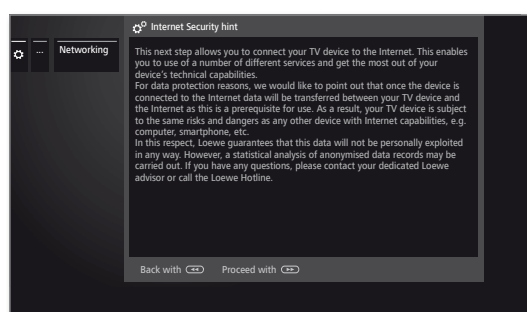 Internet Security hint
... Networking
This next step allows you to connect your TV device to the Internet. This enables
you to use of a number of different services and get the most out of your
device's technical capabilities.
For data protection reasons, we would like to point out that once the device is
connected to the Internet data will be transferred between your TV device and
the Internet as this is a prerequisite for use. As a result, your TV device is subject
to the same risks and dangers as any other device with Internet capabilities, e.g.
computer, smartphone, etc.
In this respect, Loewe guarantees that this data will not be personally exploited
in any way. However, a statistical analysis of anonymised data records may be
carried out. If you have any questions, please contact your dedicated Loewe
advisor or call the Loewe Hotline.
Back with Proceed with